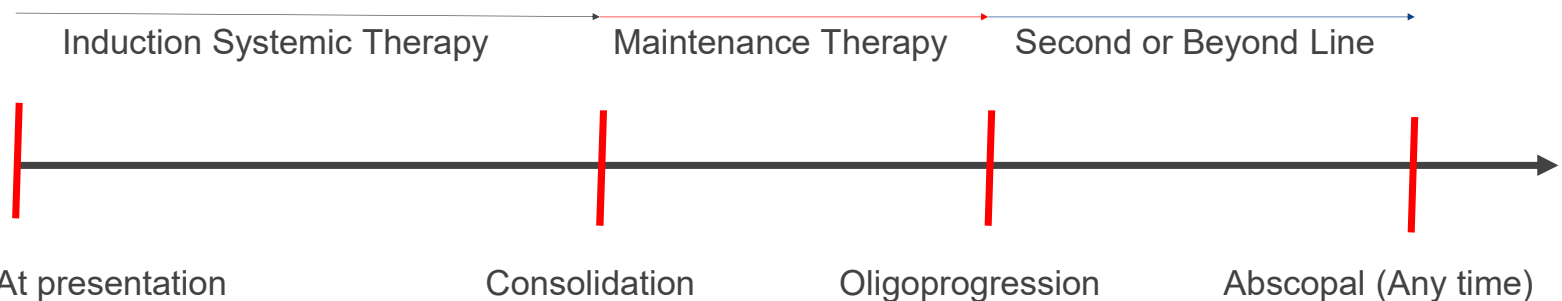 Induction Systemic Therapy Maintenance Therapy Second or Beyond Line
At presentation Consolidation Oligoprogression Abscopal (Any time)